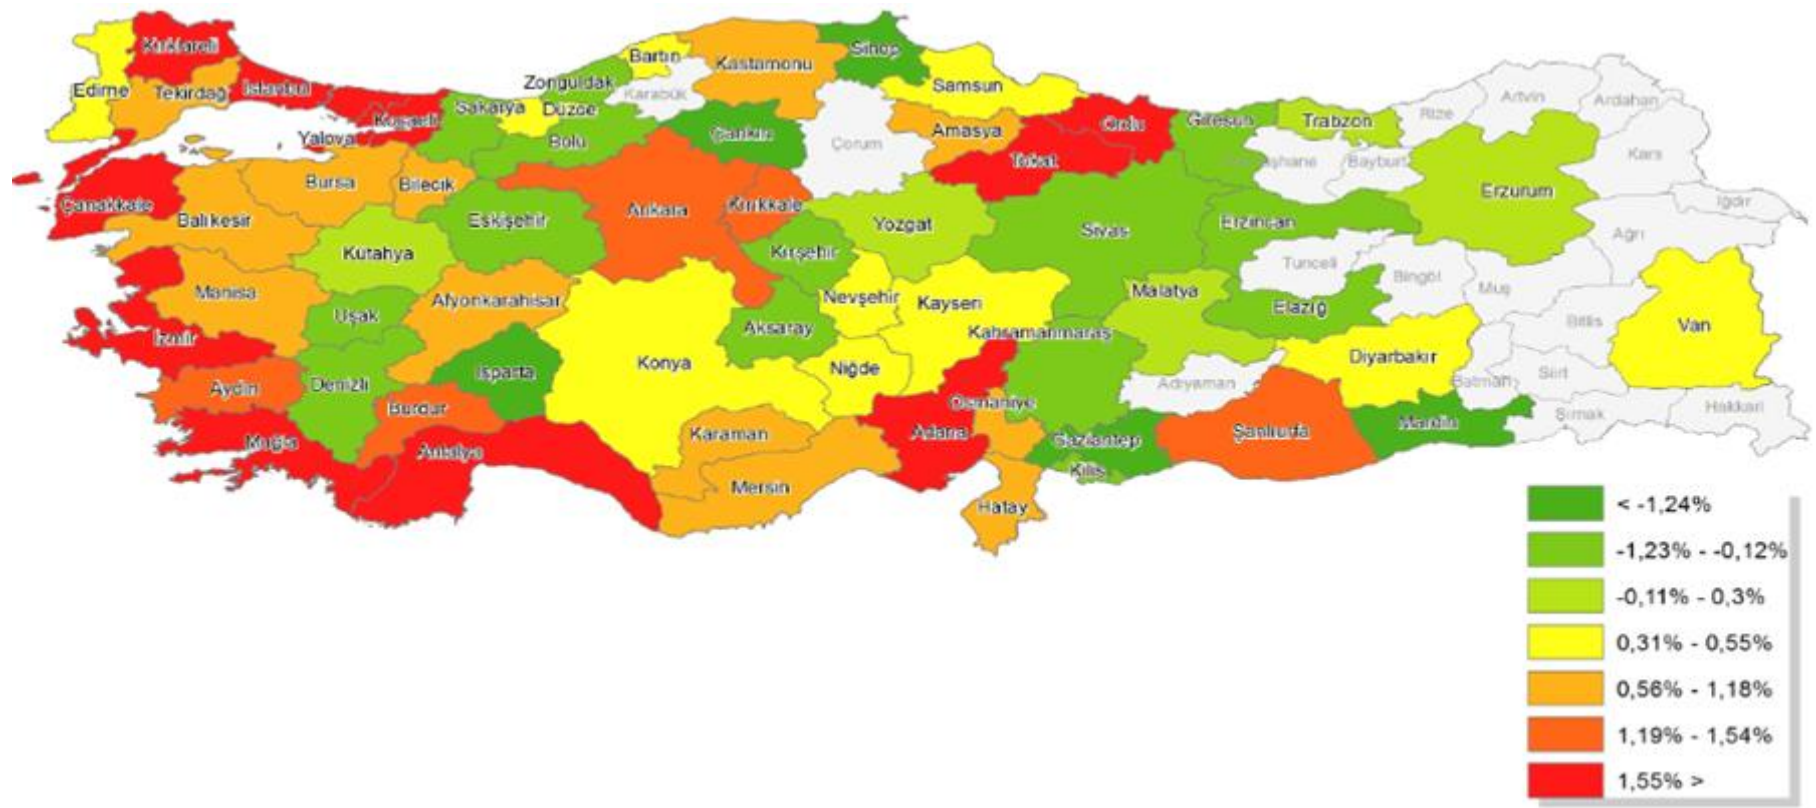 Kırklareli
Edirne
Tekirdağ
İstanbul
Yalova
Kocaeli
Sakarya
Zonguldak
Düzce
Bolu
Bartın
Karabük
Kastamonu
Çankırı
Sinop
Samsun
Çorum
Amasya
Tokat
Ordu
Giresun
Gümüşhane
Trabzon
Bayburt
Rize
Artvin
Ardahan
Kars
Iğdır
Ağrı
Erzurum
Erzincan
Sivas
Yozgat
Kırşehir
Kırıkkale
Ankara
Eskişehir
Bilecik
Bursa
Balıkesir
Çanakkale
Kütahya
Manisa
Uşak
Afyonkarahisar
İzmir
Aydın
Denizli
Isparta
Burdur
Muğla
Antalya
Konya
Karaman
Mersin
Aksaray
Nevşehir
Niğde
Kayseri
Kahramanmaraş
Malatya
Elazığ
Tunceli
Bingöl
Muş
Bitlis
Van
Diyarbakır
Batman
Siirt
Şırnak
Hakkari
Mardin
Şanlıurfa
Adıyaman
Gaziantep
Kilis
Osmaniye
Adana
Hatay
< -1,24%
-1,23% - -0,12%
-0,11% - 0,3%
0,31% - 0,55%
0,56% - 1,18%
1,19% - 1,54%
1,55% >